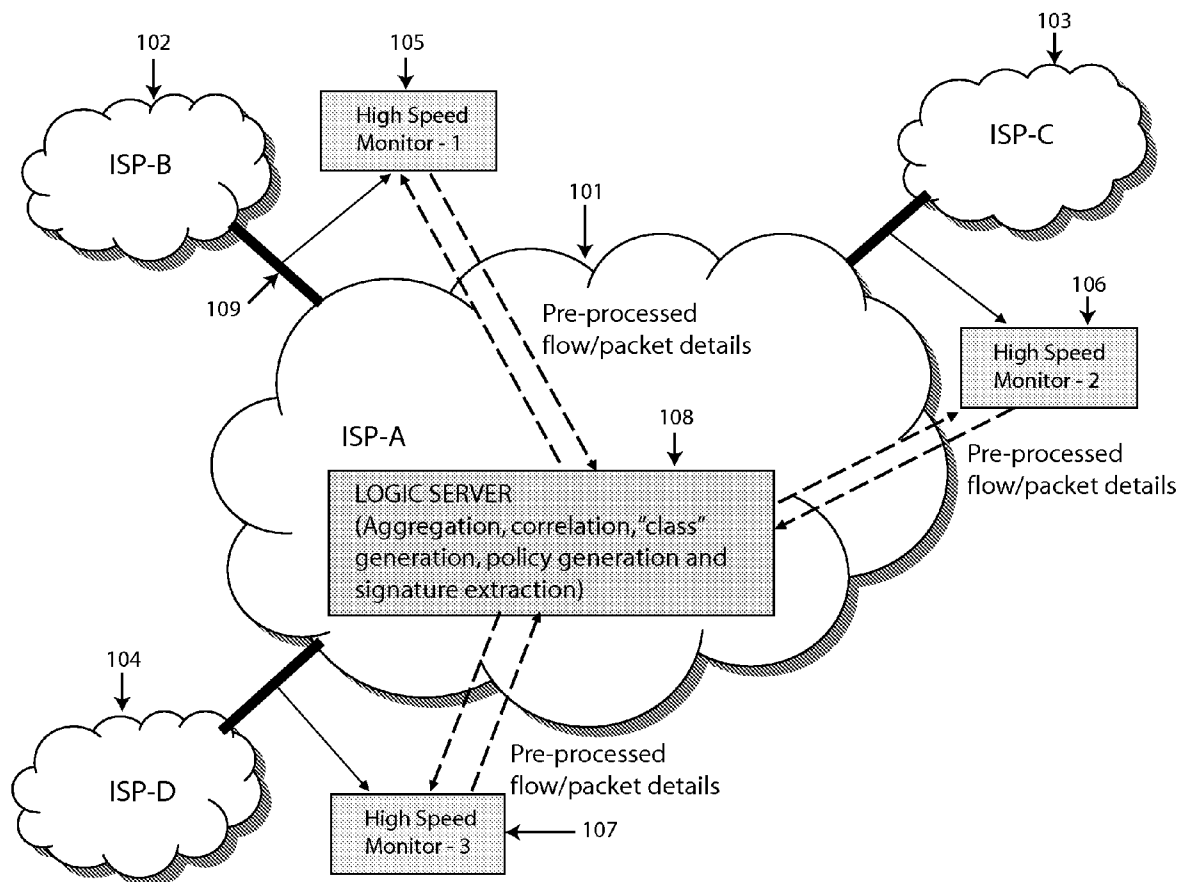 102
105
103
High Speed
Monitor - 1
ISP-B
ISP-C
101
109
106
Pre-processed
flow/packet details
High Speed
Monitor - 2
ISP-A
108
Pre-processed
flow/packet details
LOGIC SERVER
(Aggregation, correlation, "class"
generation, policy generation and
signature extraction)
104
Pre-processed
flow/packet details
ISP-D
High Speed
Monitor - 3
107